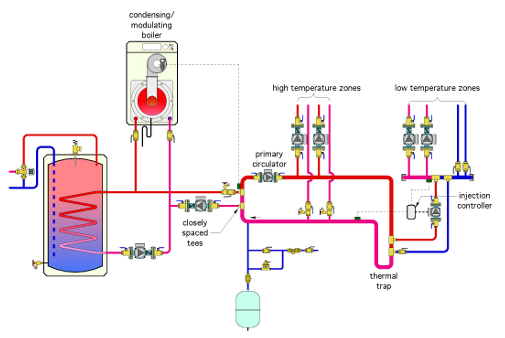 condensing/
modulating
boiler
high temperature zones
low temperature zones
primary
circulator
injection
controller
closely
spaced
tees
thermal
trap